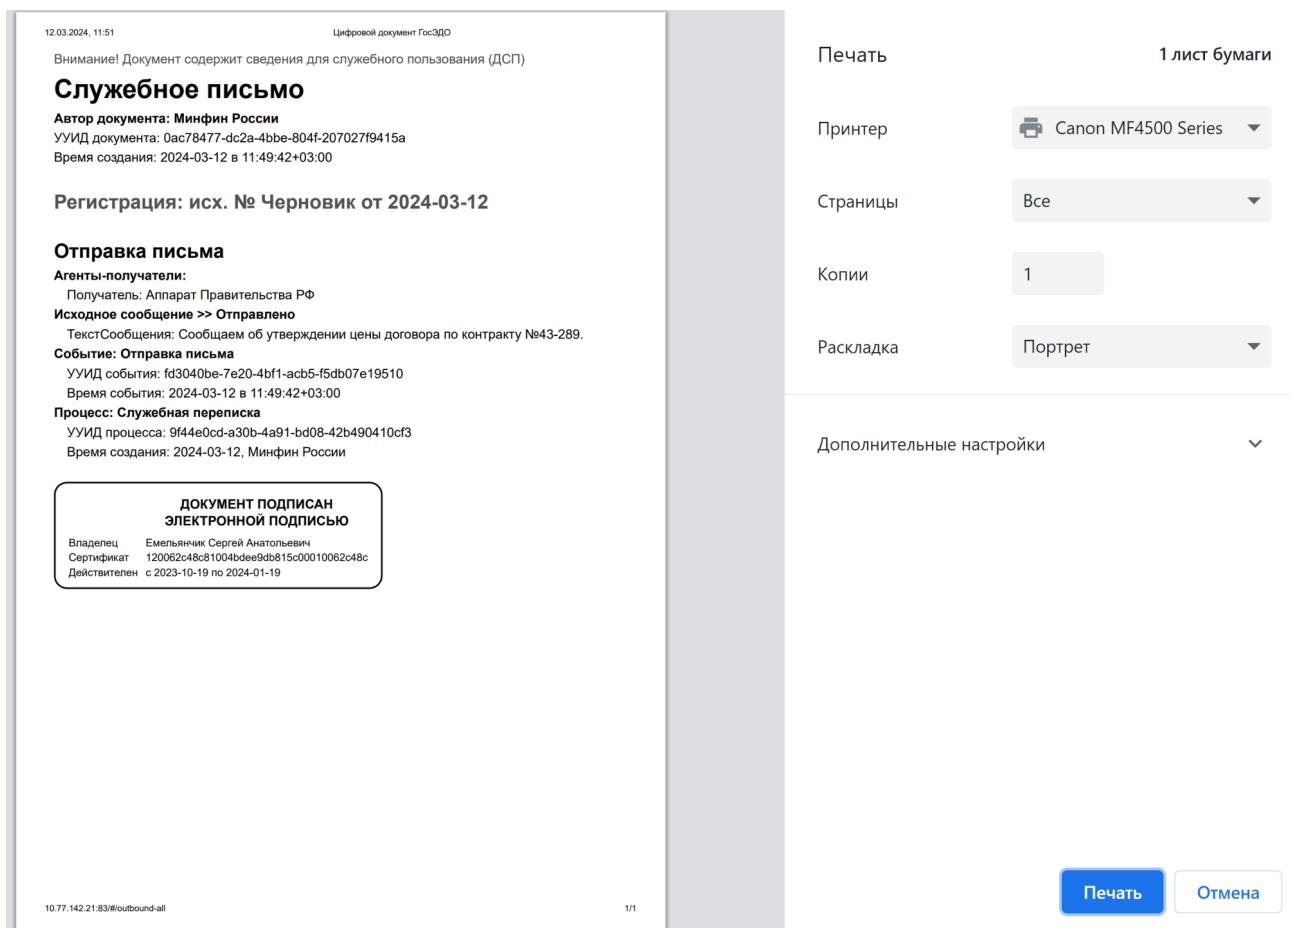 12.03.2024, 11:51 Цифровой документ ГосЭДО
Внимание! Документ содержит сведения для служебного пользования (ДСП)
Служебное письмо
Автор документа: Минфин России
УУИД документа: 0ac78477-dc2a-4bbe-804f-207027f9415a
Время создания: 2024-03-12 в 11:49:42+03:00
Регистрация: исх. № Черновик от 2024-03-12
Отправка письма
Агенты-получатели:
Получатель: Аппарат Правительства РФ
Исходное сообщение >> Отправлено
ТекстСообщения: Сообщаем об утверждении цены договора по контракту №43-289.
Событие: Отправка письма
УУИД события: fd3040be-7e20-4bf1-acb5-f5db07e19510
Время события: 2024-03-12 в 11:49:42+03:00
Процесс: Служебная переписка
УУИД процесса: 9f44e0cd-a30b-4a91-bd08-42b490410cf3
Время создания: 2024-03-12, Минфин России
ДОКУМЕНТ ПОДПИСАН
ЭЛЕКТРОННОЙ ПОДПИСЬЮ
Владелец Емельянчик Сергей Анатольевич
Сертификат 120062c48c81004bdee9db815c00010062c48c
Действителен с 2023-10-19 по 2024-01-19
10.77.142.21:83/#/outbound-all 1/1
Печать 1 лист бумаги
Принтер Canon MF4500 Series
Страницы Все
Копии 1
Раскладка Портрет
Дополнительные настройки
Печать Отмена